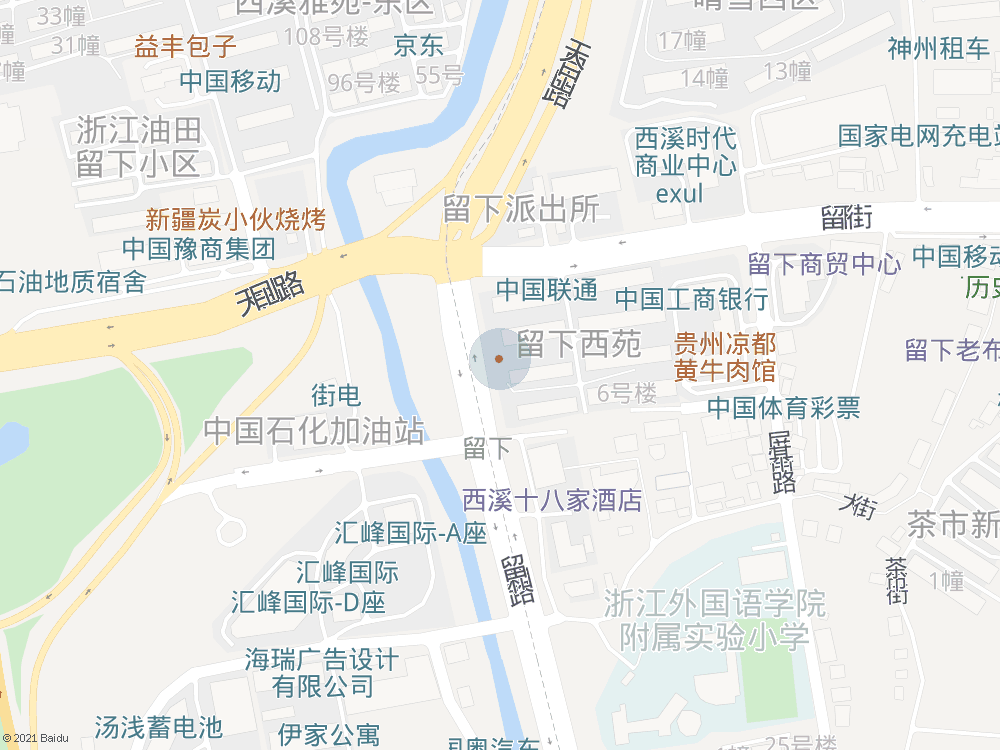 西溪雅苑-东区
晴雪西区
33幢
31幢
108号楼
益丰包子
京东
17幢
神州租车
中国移动
96号楼
55号
14幢
13幢
天目山路
浙江油田
留下小区
西溪时代
商业中心
exul
国家电网充电站
新疆炭小伙烧烤
留下派出所
留下街
中国豫商集团
留下商贸中心
中国移动
石油地质宿舍
天目山路
中国联通
中国工商银行
历史
留下西苑
贵州凉都
黄牛肉馆
留下老布
街电
6号楼
中国体育彩票
中国石化加油站
留下
屏基路
西溪十八家酒店
大街
汇峰国际-A座
茶市新
汇峰国际
留下路
茶市街
1幢
汇峰国际-D座
浙江外国语学院
附属实验小学
海瑞广告设计
有限公司
汤浅蓄电池
伊家公寓
奥汽车
25号楼
© 2021 Baidu